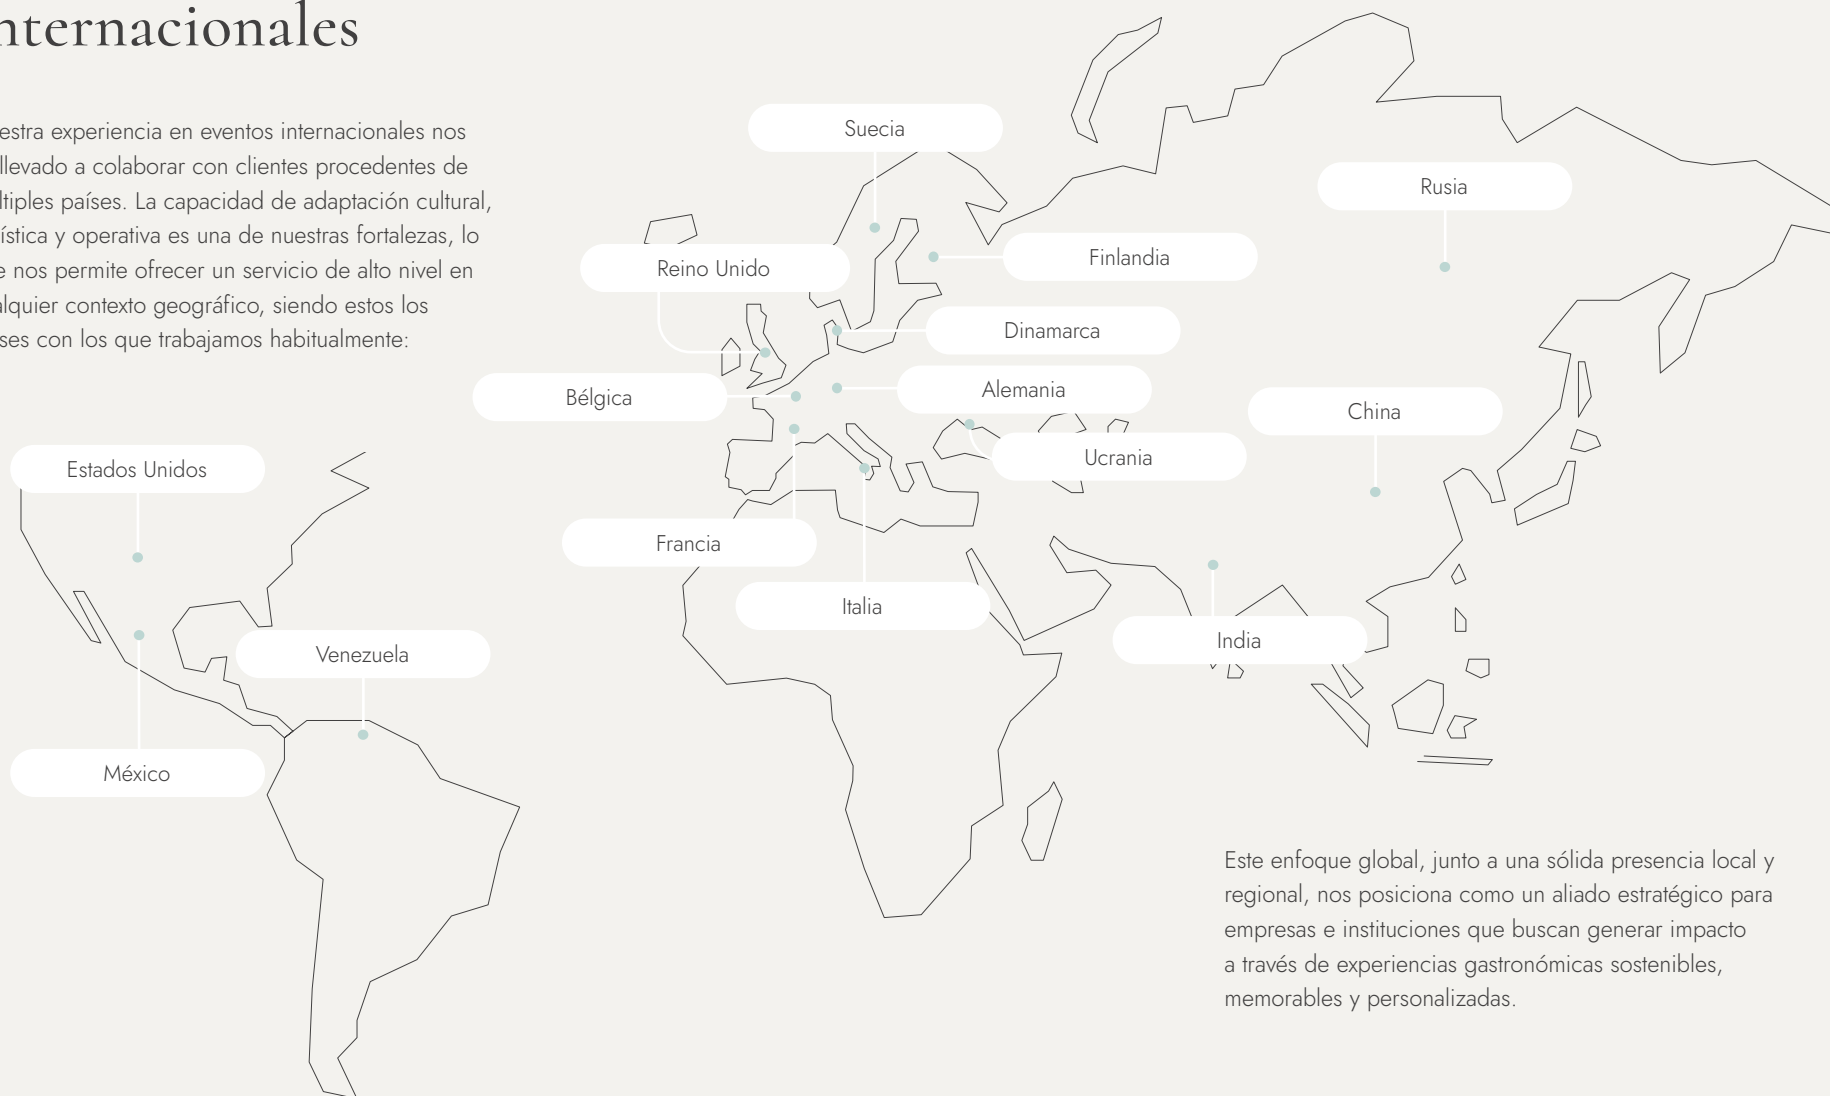 nternacionales
estra experiencia en eventos internacionales nos
llevado a colaborar con clientes procedentes de
ltiples países. La capacidad de adaptación cultural,
ística y operativa es una de nuestras fortalezas, lo
e nos permite ofrecer un servicio de alto nivel en
alquier contexto geográfico, siendo estos los
ses con los que trabajamos habitualmente:
Suecia
Rusia
Finlandia
Reino Unido
Dinamarca
Alemania
Bélgica
China
Ucrania
Estados Unidos
Francia
Italia
India
Venezuela
México
Este enfoque global, junto a una sólida presencia local y
regional, nos posiciona como un aliado estratégico para
empresas e instituciones que buscan generar impacto
a través de experiencias gastronómicas sostenibles,
memorables y personalizadas.